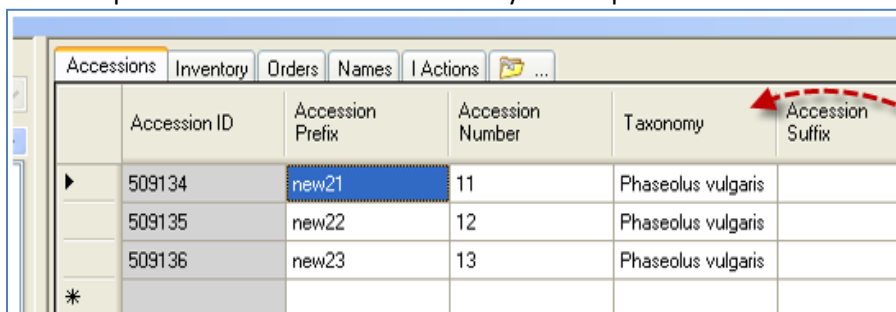 Accessions Inventory Orders Names I Actions ...
Accession ID Accession Prefix Accession Number Taxonomy Accession Suffix
509134 new21 11 Phaseolus vulgaris
509135 new22 12 Phaseolus vulgaris
509136 new23 13 Phaseolus vulgaris
*